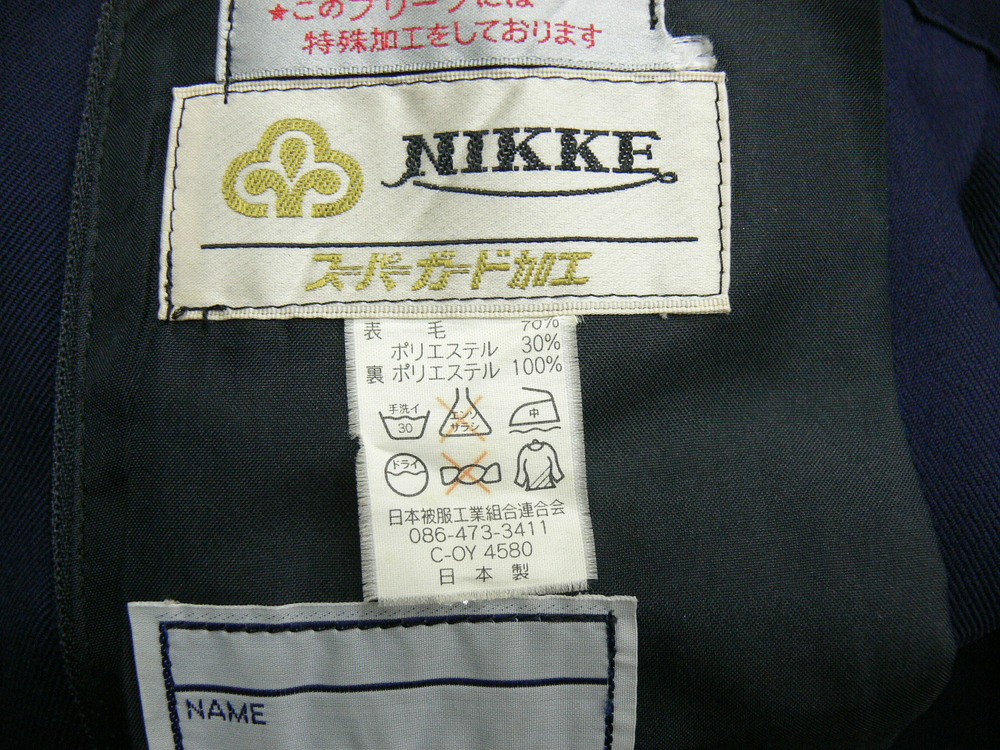 ★このプリーツには
特殊加工をしております
NIKKE
スーパーガード加工
表 毛 70%
ポリエステル 30%
裏 ポリエステル 100%
手洗イ
30
エンソ
サラシ
中
ドライ
日本被服工業組合連合会
086-473-3411
C-OY 4580
日本製
NAME